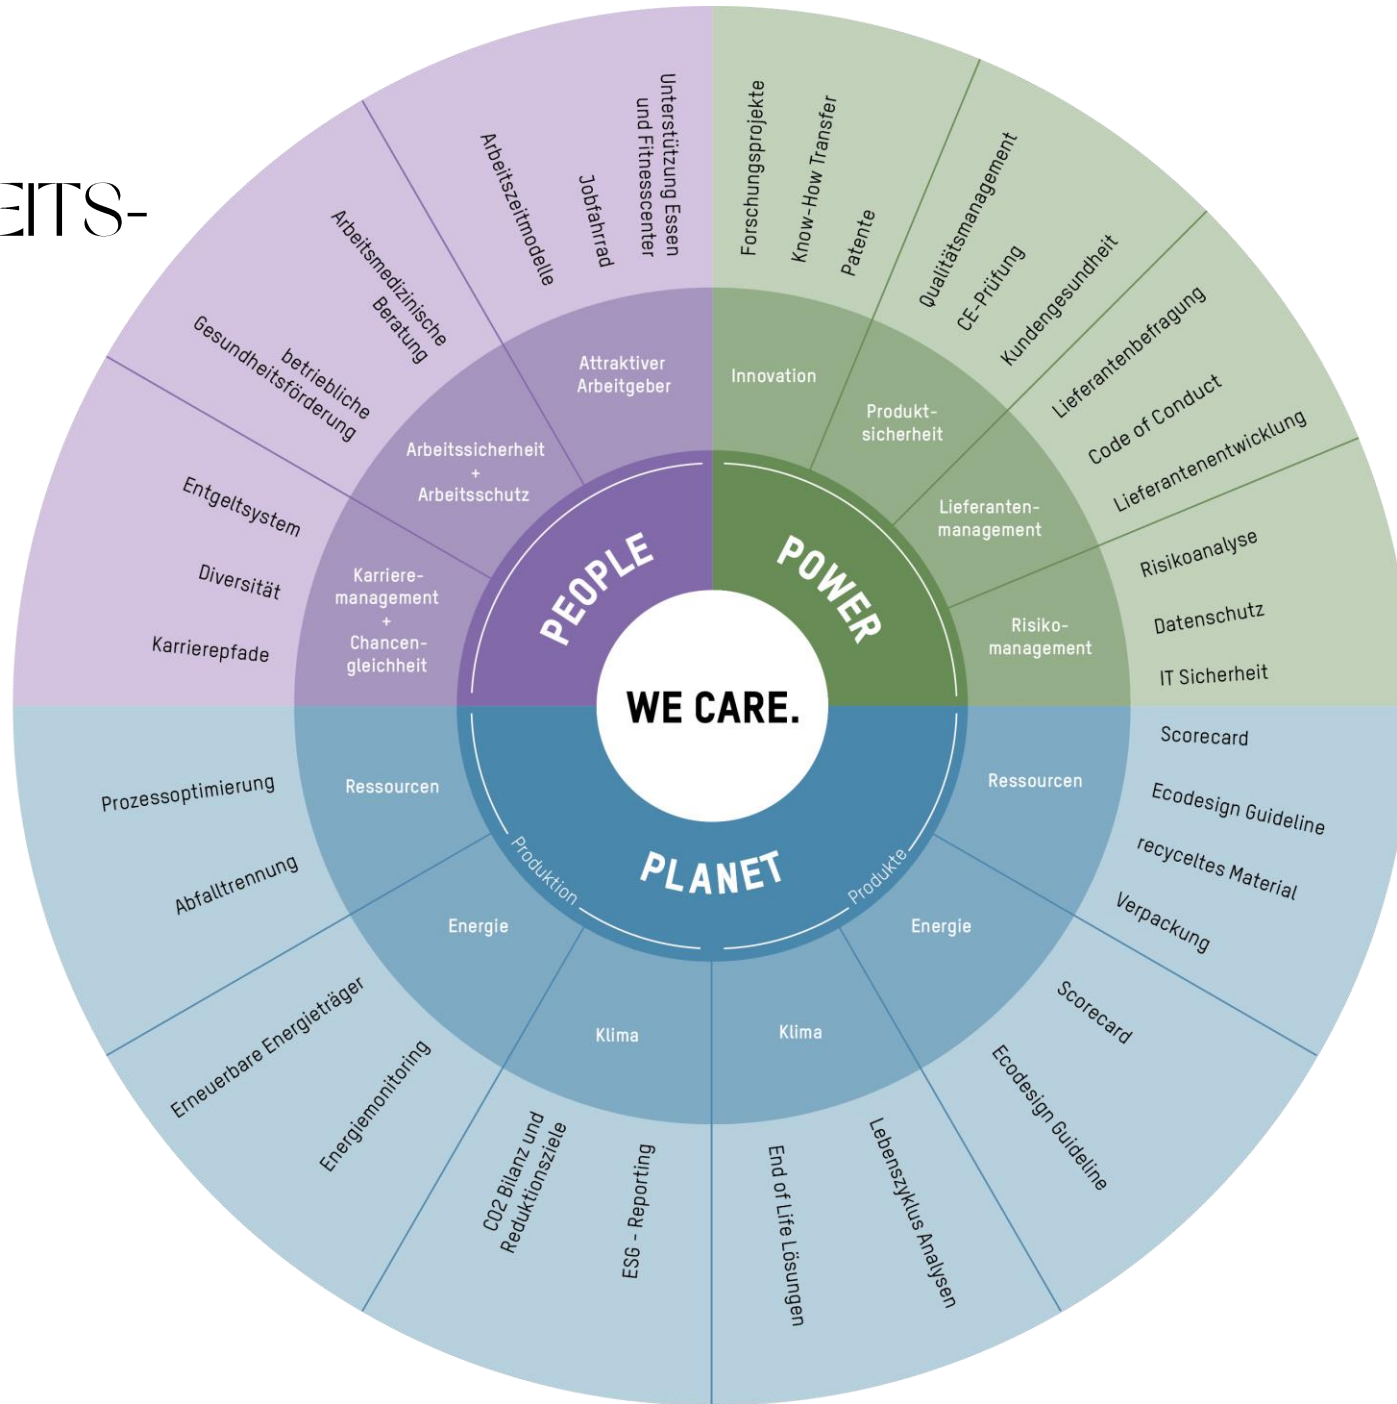 EITS-
Unterstützung Essen
und Fitnesscenter
Jobfahrrad
Arbeitszeitmodelle
Attraktiver
Arbeitgeber
Arbeitsmedizinische
Beratung
betriebliche
Gesundheitsförderung
Arbeitssicherheit
+
Arbeitsschutz
Entgeltsystem
Diversität
Karrierepfade
Karriere-
management
+
Chancen-
gleichheit
PEOPLE
Forschungsprojekte
Know-How Transfer
Patente
Innovation
Qualitätsmanagement
CE-Prüfung
Kundengesundheit
Produkt-
sicherheit
Lieferantenbefragung
Code of Conduct
Lieferantenentwicklung
Lieferanten-
management
Risikoanalyse
Datenschutz
IT Sicherheit
Risiko-
management
POWER
WE CARE.
PLANET
Produktion
Produkte
Ressourcen
Scorecard
Ecodesign Guideline
recyceltes Material
Verpackung
Energie
Scorecard
Ecodesign Guideline
Klima
Lebenszyklus Analysen
End of Life Lösungen
Klima
ESG - Reporting
CO2 Bilanz und
Reduktionsziele
Energie
Energiemonitoring
Erneuerbare Energieträger
Ressourcen
Abfalltrennung
Prozessoptimierung